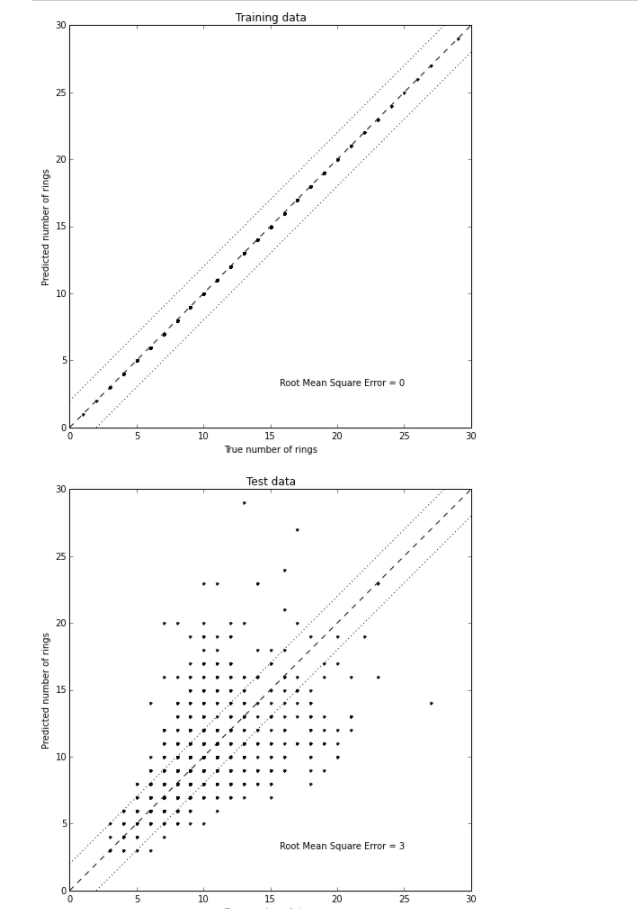 Training data
30
25
20
15
10
5
0
Predicted number of rings
Root Mean Square Error = 0
0 5 10 15 20 25 30
True number of rings
Test data
30
25
20
15
10
5
0
Predicted number of rings
Root Mean Square Error = 3
0 5 10 15 20 25 30